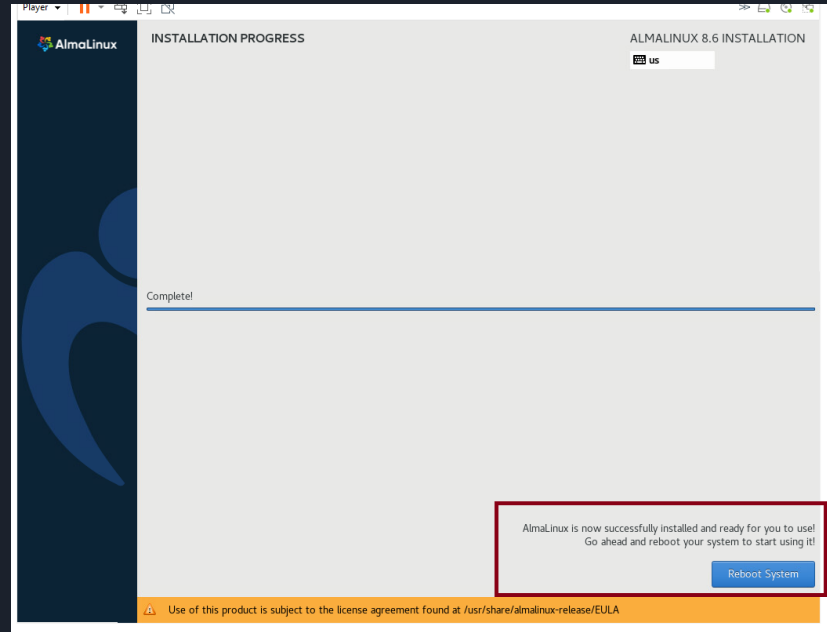 Player
AlmaLinux
INSTALLATION PROGRESS
ALMALINUX 8.6 INSTALLATION
us
Complete!
AlmaLinux is now successfully installed and ready for you to use!
Go ahead and reboot your system to start using it!
Reboot System
Use of this product is subject to the license agreement found at /usr/share/almalinux-release/EULA